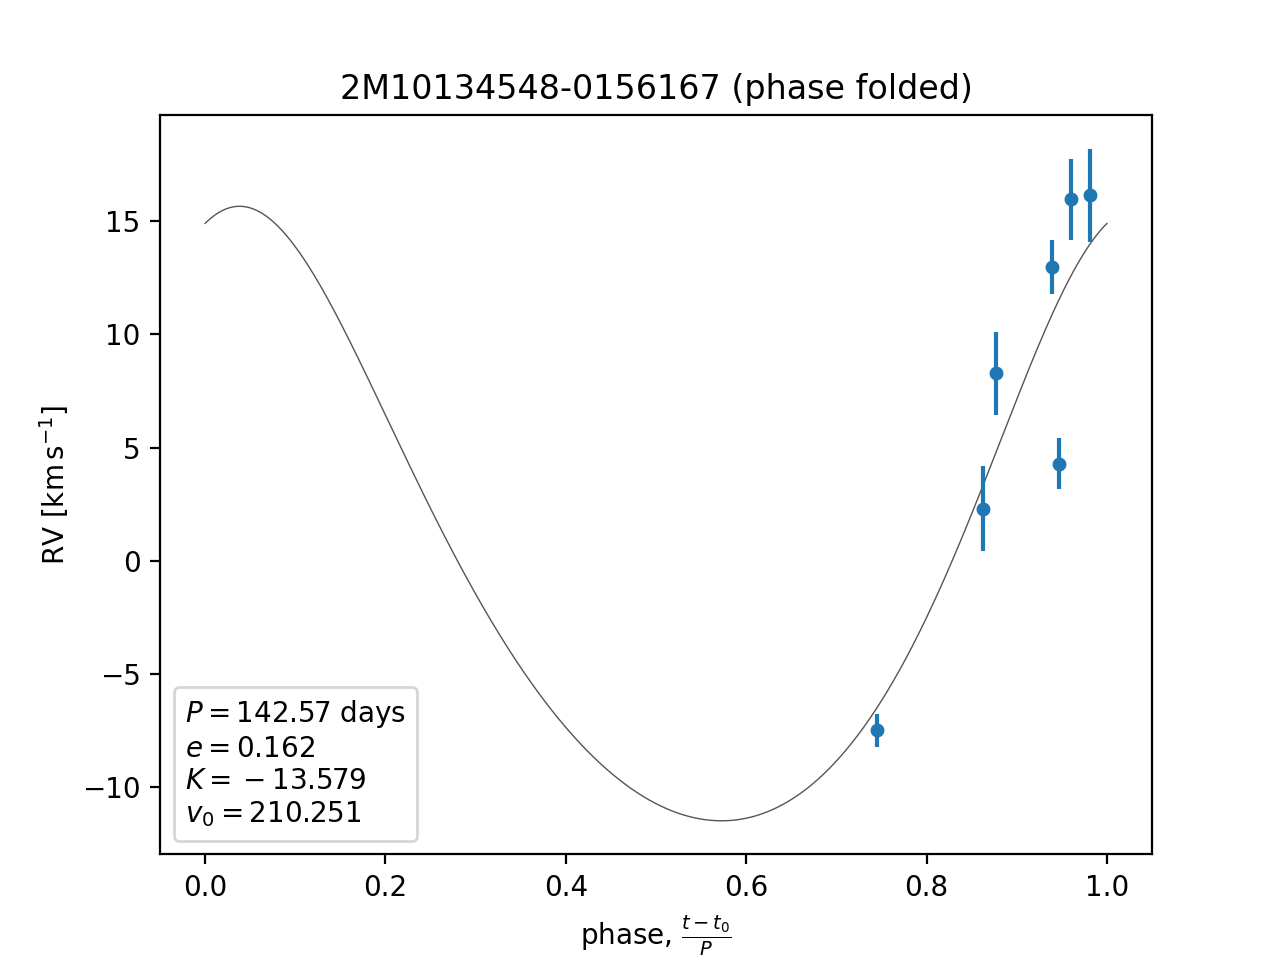 2M10134548-0156167 (phase folded)
RV [km s⁻¹]
15
10
5
0
−5
−10
P = 142.57 days
e = 0.162
K = −13.579
v₀ = 210.251
0.0 0.2 0.4 0.6 0.8 1.0
phase, (t − t₀)/P